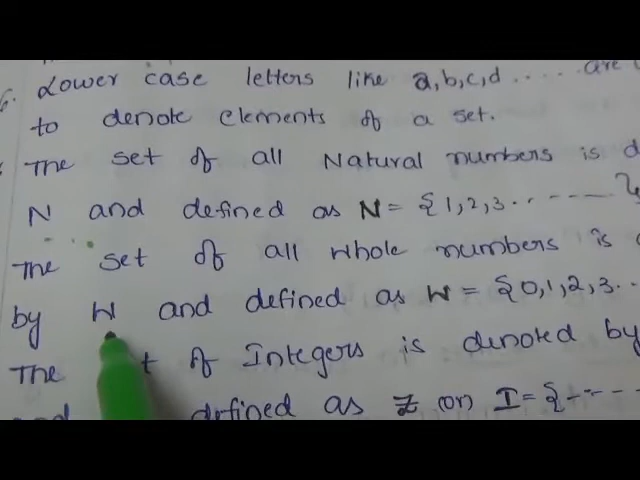 6. Lower case letters like a,b,c,d ..... are
to denote elements of a set.
The set of all Natural numbers is
N and defined as N = {1,2,3.........}
The set of all whole numbers is
by W and defined as W = {0,1,2,3...
The of Integers is denoted by
defined as Z (or) I = {------